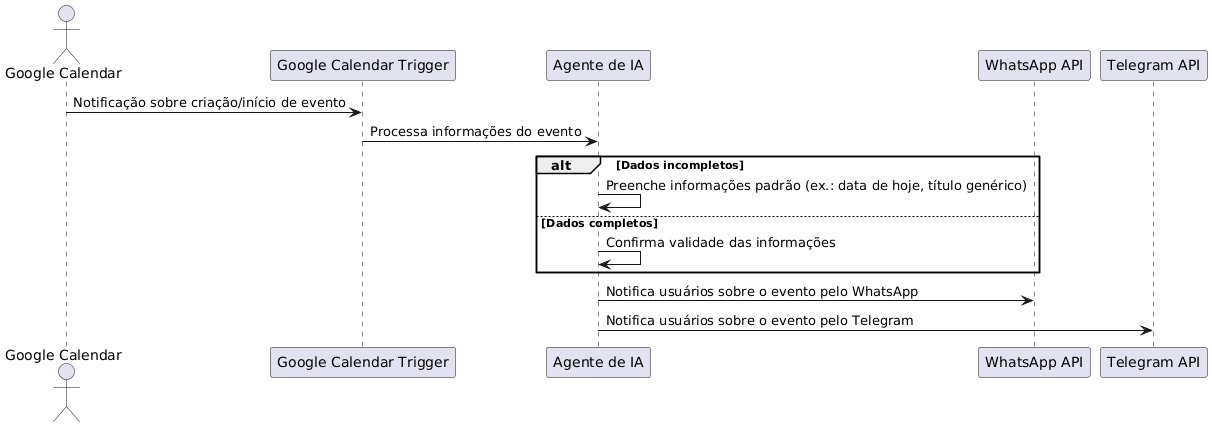 Google Calendar
Google Calendar Trigger
Agente de IA
WhatsApp API
Telegram API
Notificação sobre criação/início de evento
Processa informações do evento
alt
[Dados incompletos]
Preenche informações padrão (ex.: data de hoje, título genérico)
[Dados completos]
Confirma validade das informações
Notifica usuários sobre o evento pelo WhatsApp
Notifica usuários sobre o evento pelo Telegram
Google Calendar
Google Calendar Trigger
Agente de IA
WhatsApp API
Telegram API